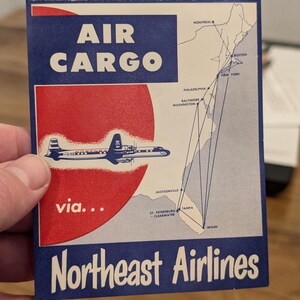 AIR
CARGO
MONTREAL
BOSTON
NEW YORK
PHILADELPHIA
BALTIMORE
WASHINGTON
via...
JACKSONVILLE
ST. PETERSBURG
CLEARWATER
TAMPA
MIAMI
Northeast Airlines